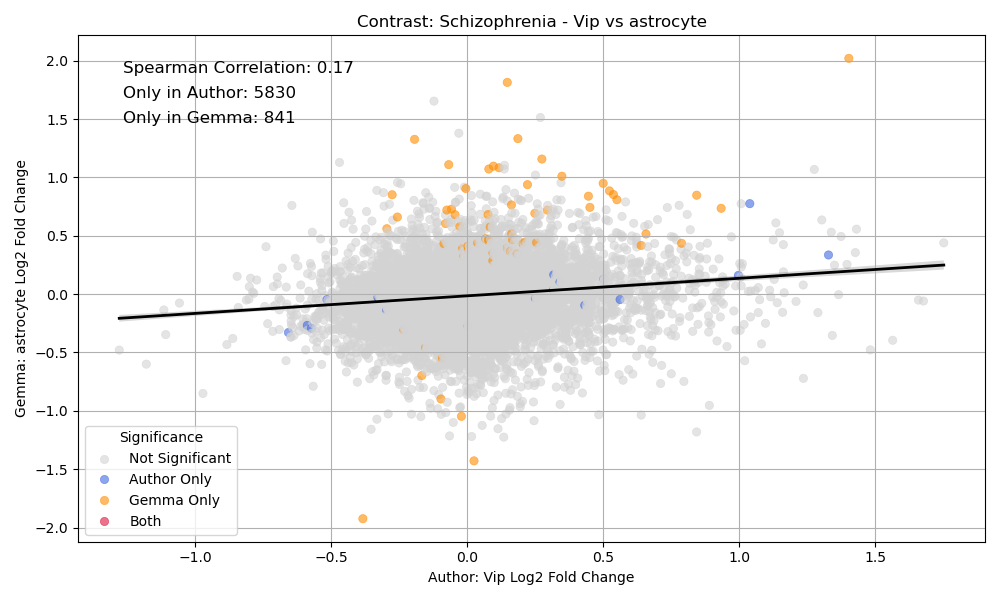 Contrast: Schizophrenia - Vip vs astrocyte
Spearman Correlation: 0.17
Only in Author: 5830
Only in Gemma: 841
Gemma: astrocyte Log2 Fold Change
2.0
1.5
1.0
0.5
0.0
−0.5
−1.0
−1.5
−2.0
Significance
Not Significant
Author Only
Gemma Only
Both
−1.0 −0.5 0.0 0.5 1.0 1.5
Author: Vip Log2 Fold Change